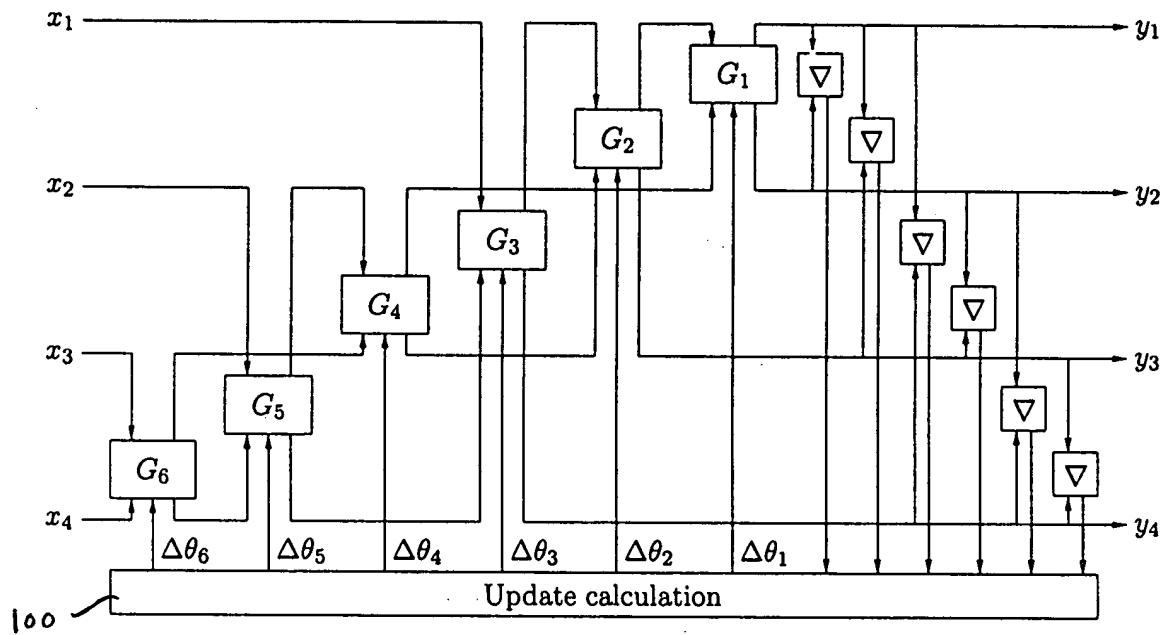 x₁
y₁
G₁
∇
G₂
∇
x₂
y₂
G₃
∇
G₄
∇
x₃
y₃
G₅
∇
G₆
∇
x₄
y₄
Δθ₆ Δθ₅ Δθ₄ Δθ₃ Δθ₂ Δθ₁
Update calculation
100